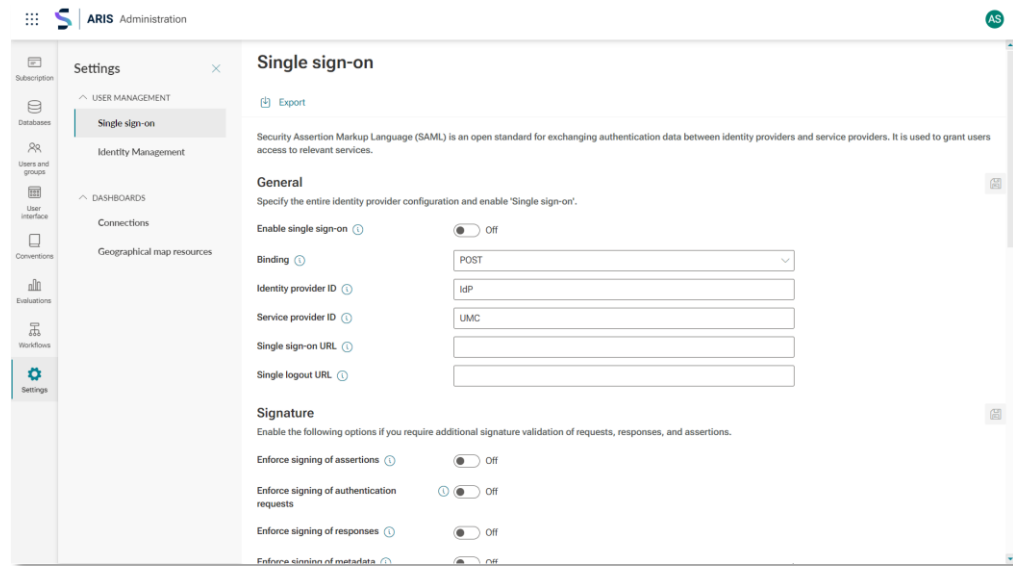 ARIS Administration
AS
Subscription
Databases
Users and
groups
User
interface
Conventions
Evaluations
Workflows
Settings
Settings
USER MANAGEMENT
Single sign-on
Identity Management
DASHBOARDS
Connections
Geographical map resources
Single sign-on
Export
Security Assertion Markup Language (SAML) is an open standard for exchanging authentication data between identity providers and service providers. It is used to grant users
access to relevant services.
General
Specify the entire identity provider configuration and enable 'Single sign-on'.
Enable single sign-on Off
Binding POST
Identity provider ID IdP
Service provider ID UMC
Single sign-on URL
Single logout URL
Signature
Enable the following options if you require additional signature validation of requests, responses, and assertions.
Enforce signing of assertions Off
Enforce signing of authentication Off
requests
Enforce signing of responses Off
Enforce signing of metadata Off